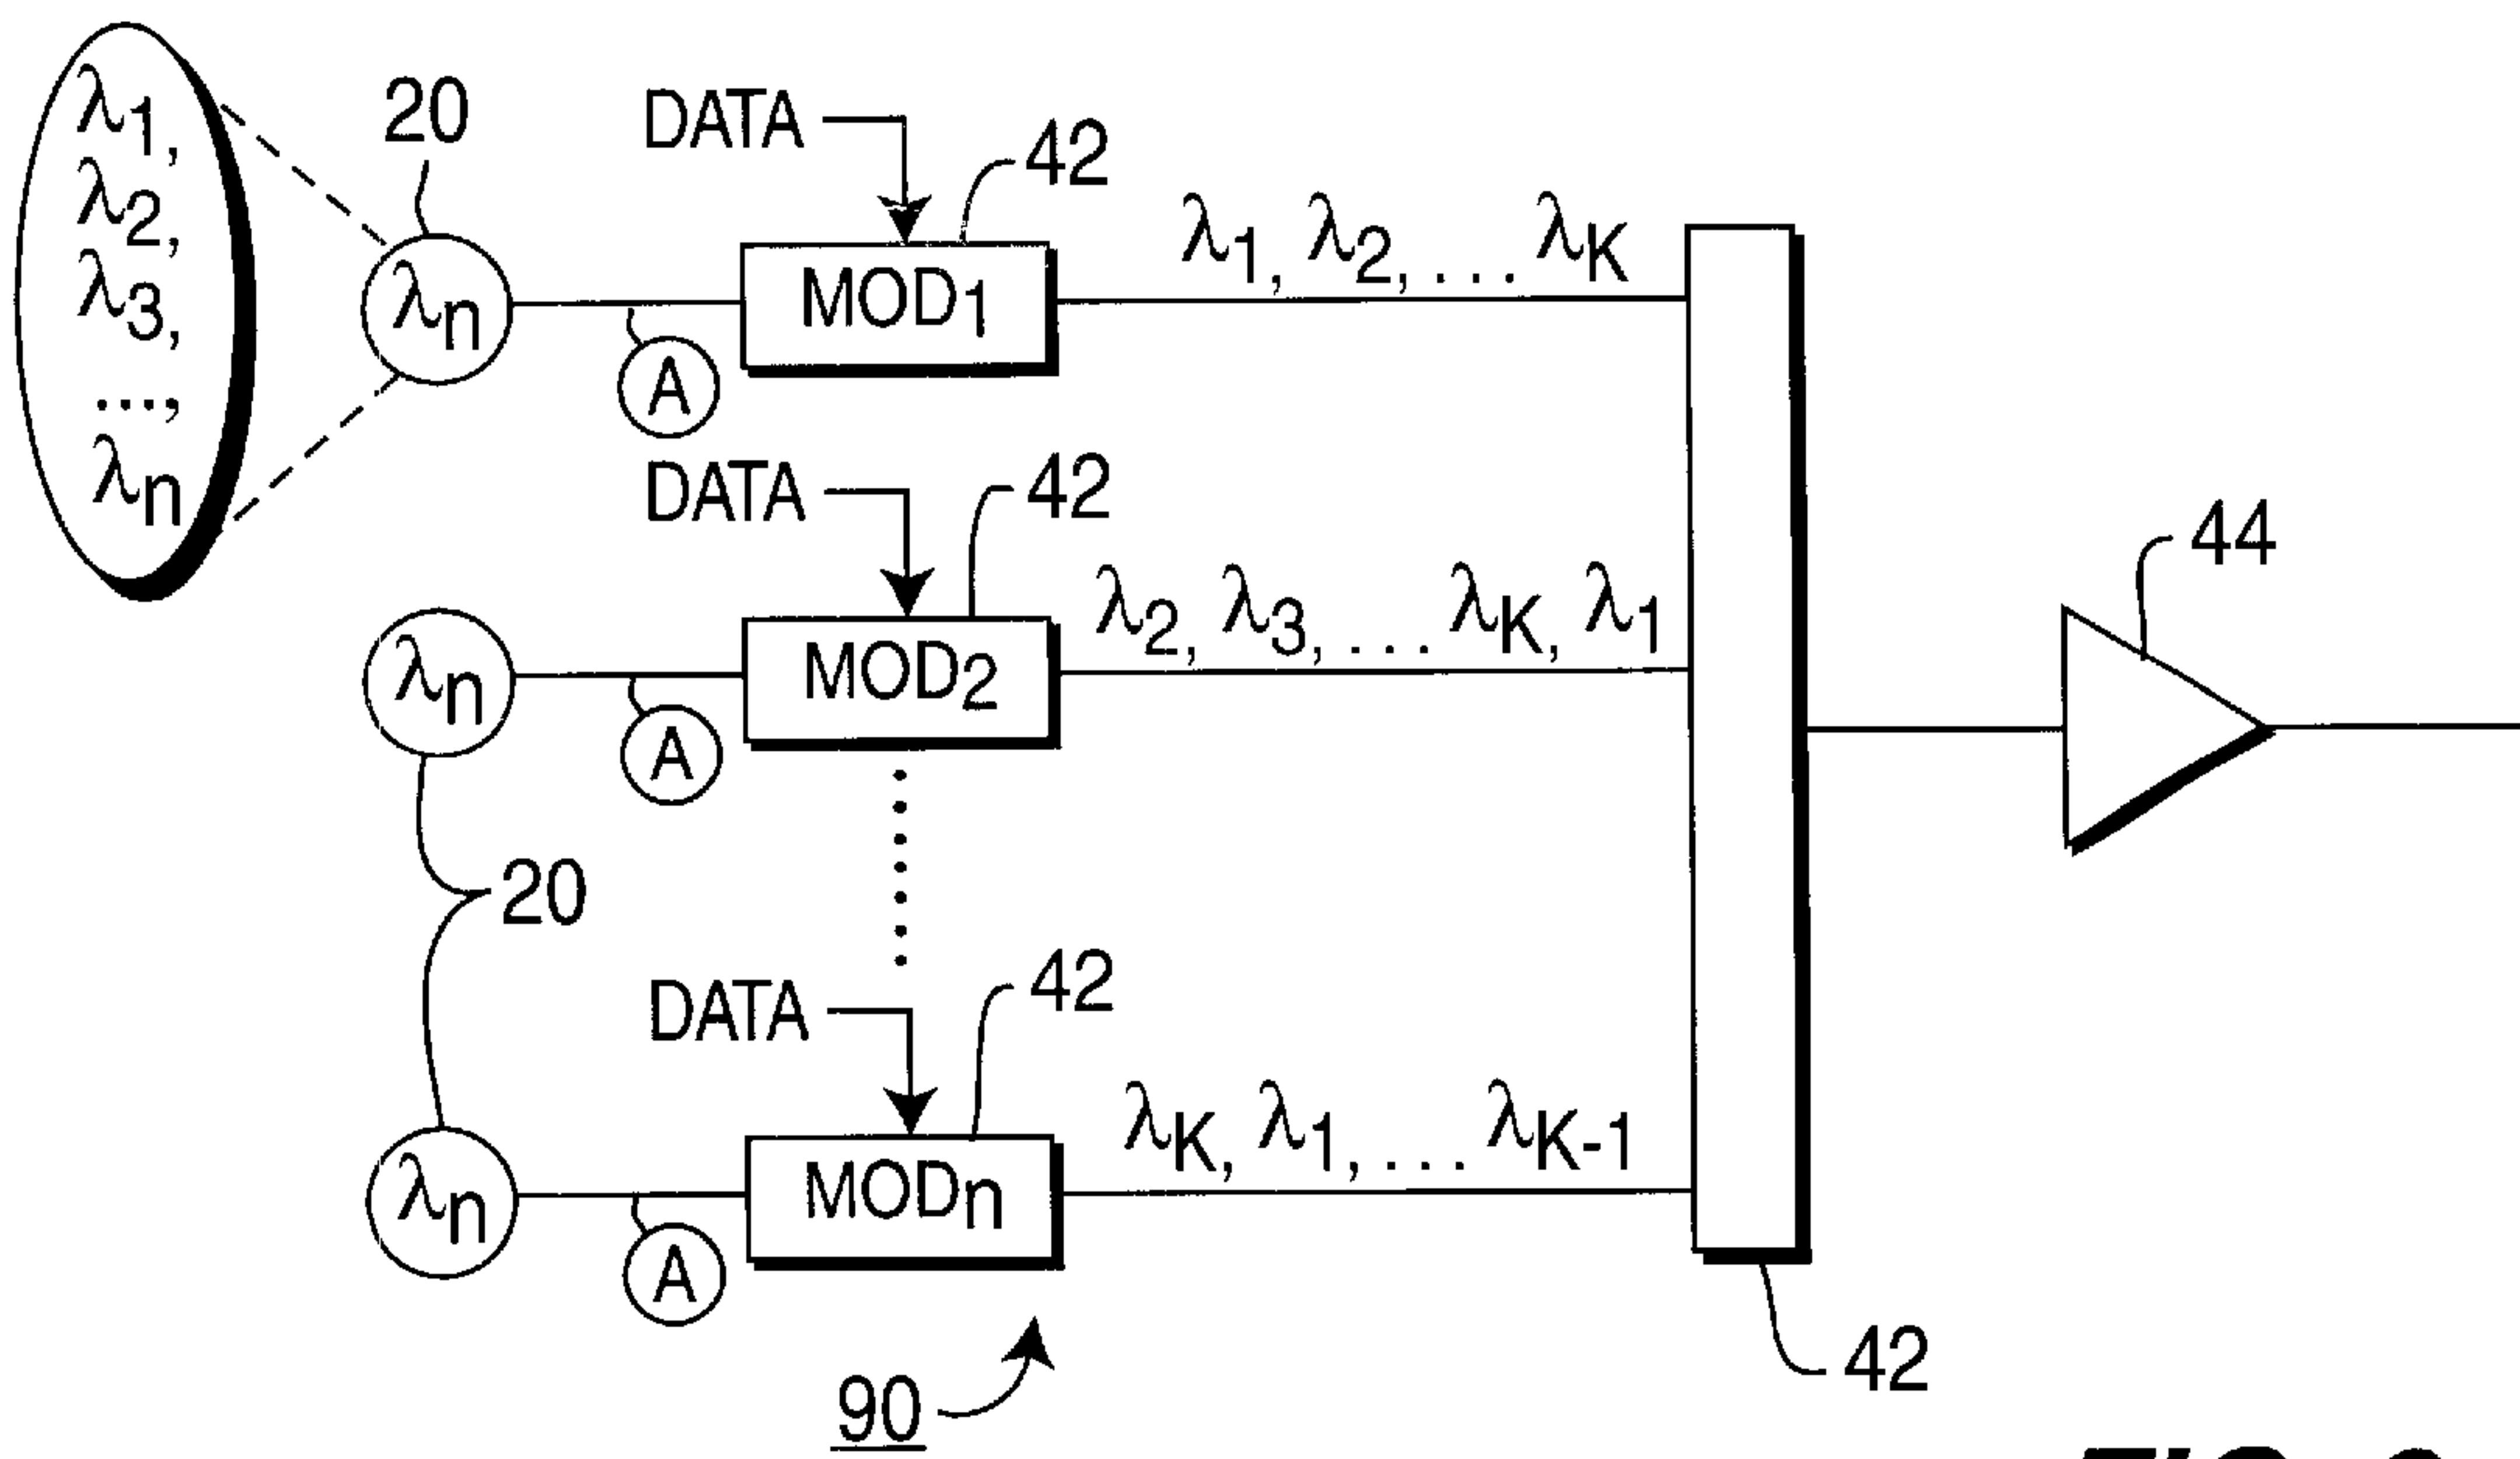 λ1,
λ2,
λ3,
...,
λn
20
DATA
42
λn
MOD1
λ1, λ2, ... λK
A
DATA
42
44
λn
MOD2
λ2, λ3, ... λK, λ1
A
20
DATA
42
λn
MODn
λK, λ1, ... λK-1
A
90
42